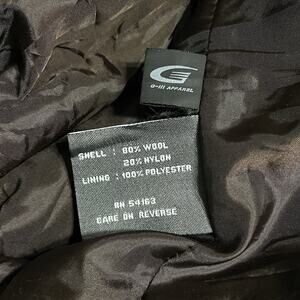 G-III APPAREL
SHELL : 80% WOOL
20% NYLON
LINING : 100% POLYESTER
RN 54163
CARE ON REVERSE